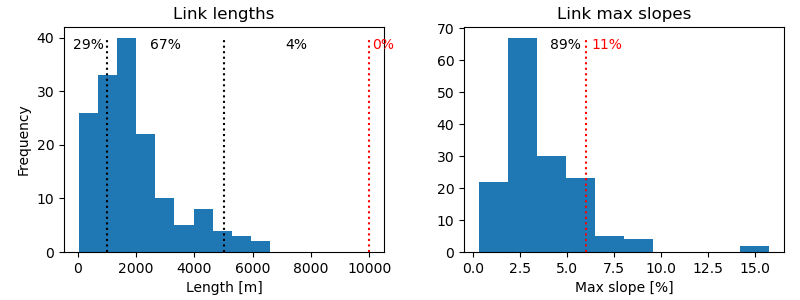 Link lengths
29% 67% 4% 0%
Frequency
40
30
20
10
0
0 2000 4000 6000 8000 10000
Length [m]
Link max slopes
89% 11%
70
60
50
40
30
20
10
0
0.0 2.5 5.0 7.5 10.0 12.5 15.0
Max slope [%]